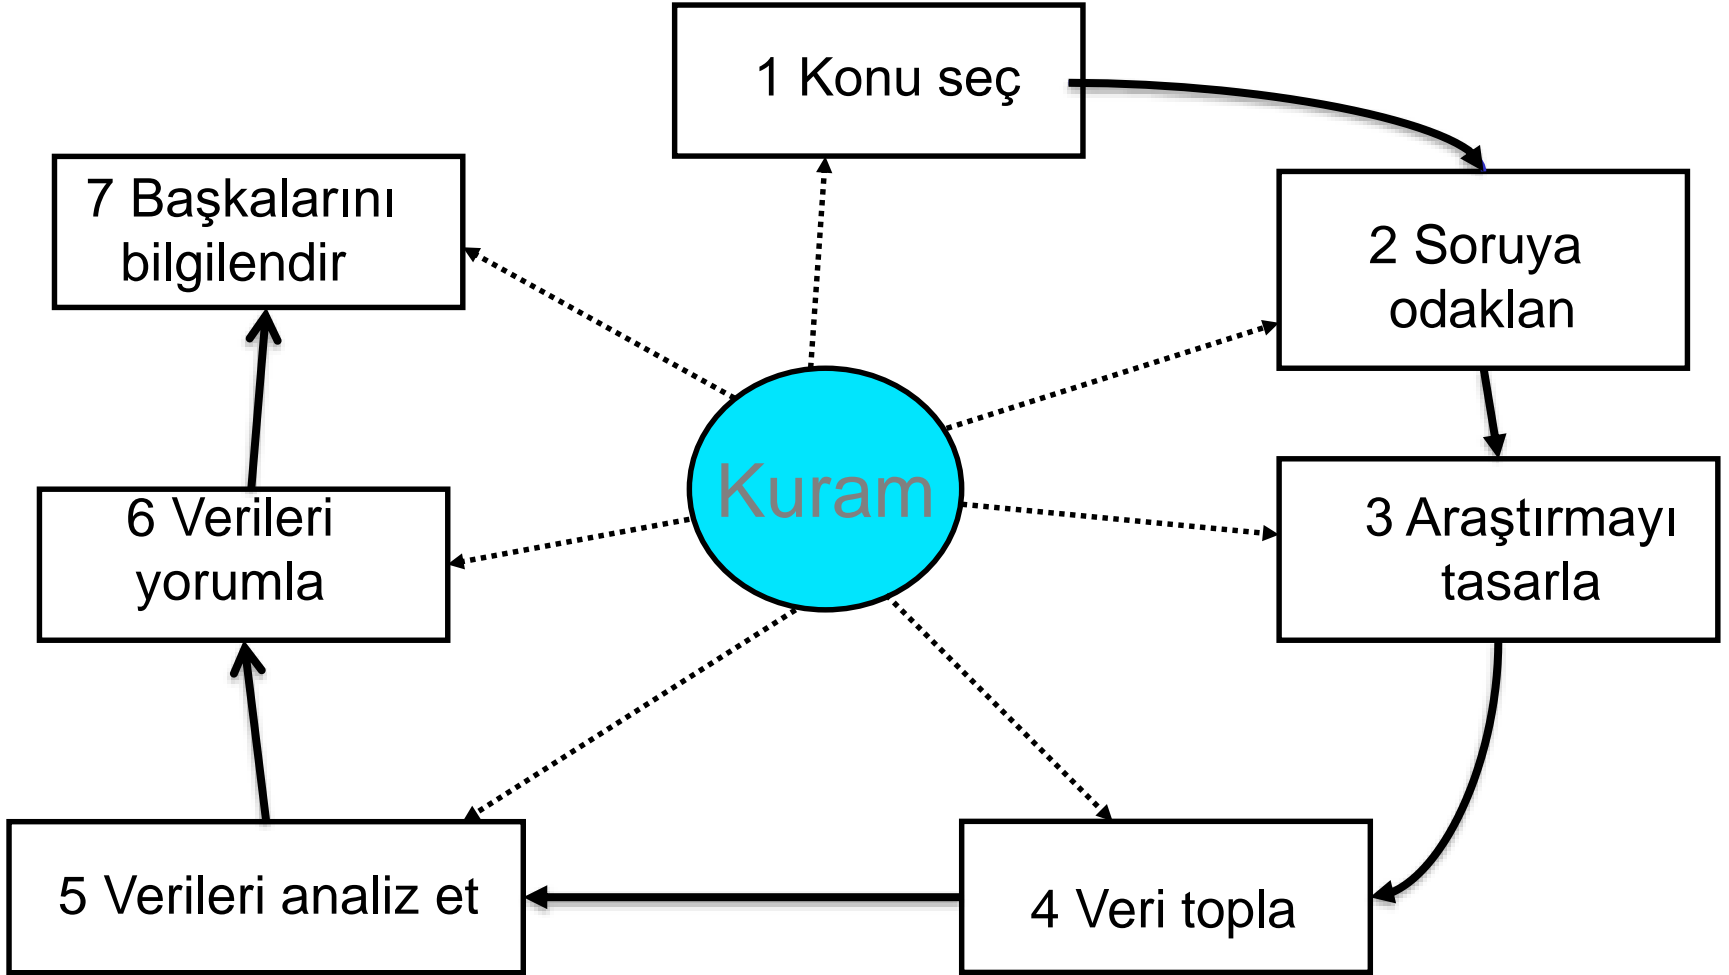 1 Konu seç
2 Soruya
odaklan
3 Araştırmayı
tasarla
4 Veri topla
5 Verileri analiz et
6 Verileri
yorumla
7 Başkalarını
bilgilendir
Kuram